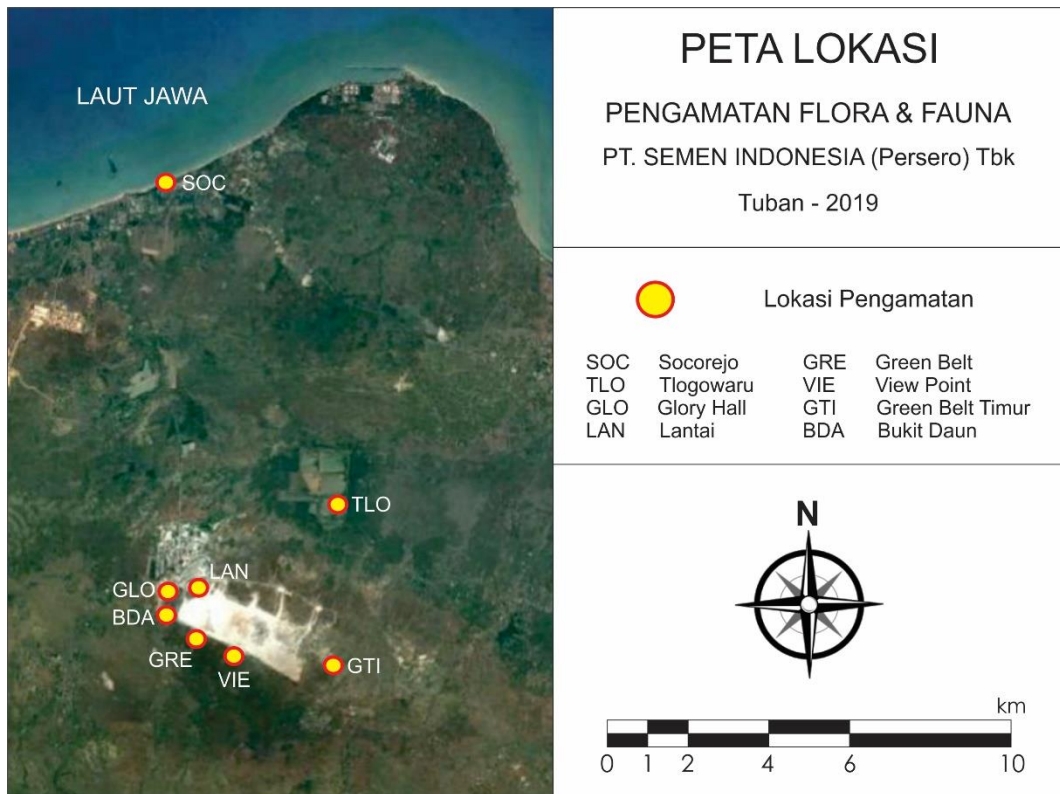 LAUT JAWA
SOC
TLO
LAN
GLO
BDA
GRE
VIE
GTI
PETA LOKASI
PENGAMATAN FLORA & FAUNA
PT. SEMEN INDONESIA (Persero) Tbk
Tuban - 2019
Lokasi Pengamatan
SOC Socorejo GRE Green Belt
TLO Tlogowaru VIE View Point
GLO Glory Hall GTI Green Belt Timur
LAN Lantai BDA Bukit Daun
N
km
0 1 2 4 6 10